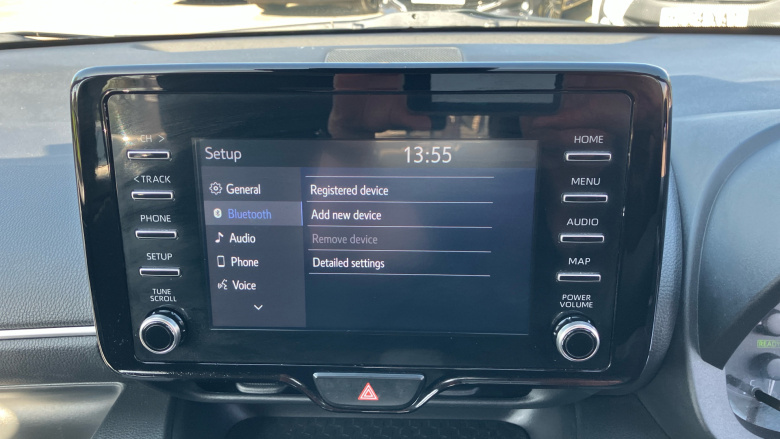 Setup
13:55
General
Bluetooth
Audio
Phone
Voice
Registered device
Add new device
Remove device
Detailed settings
CH >
< TRACK
PHONE
SETUP
TUNE
SCROLL
HOME
MENU
AUDIO
MAP
POWER
VOLUME